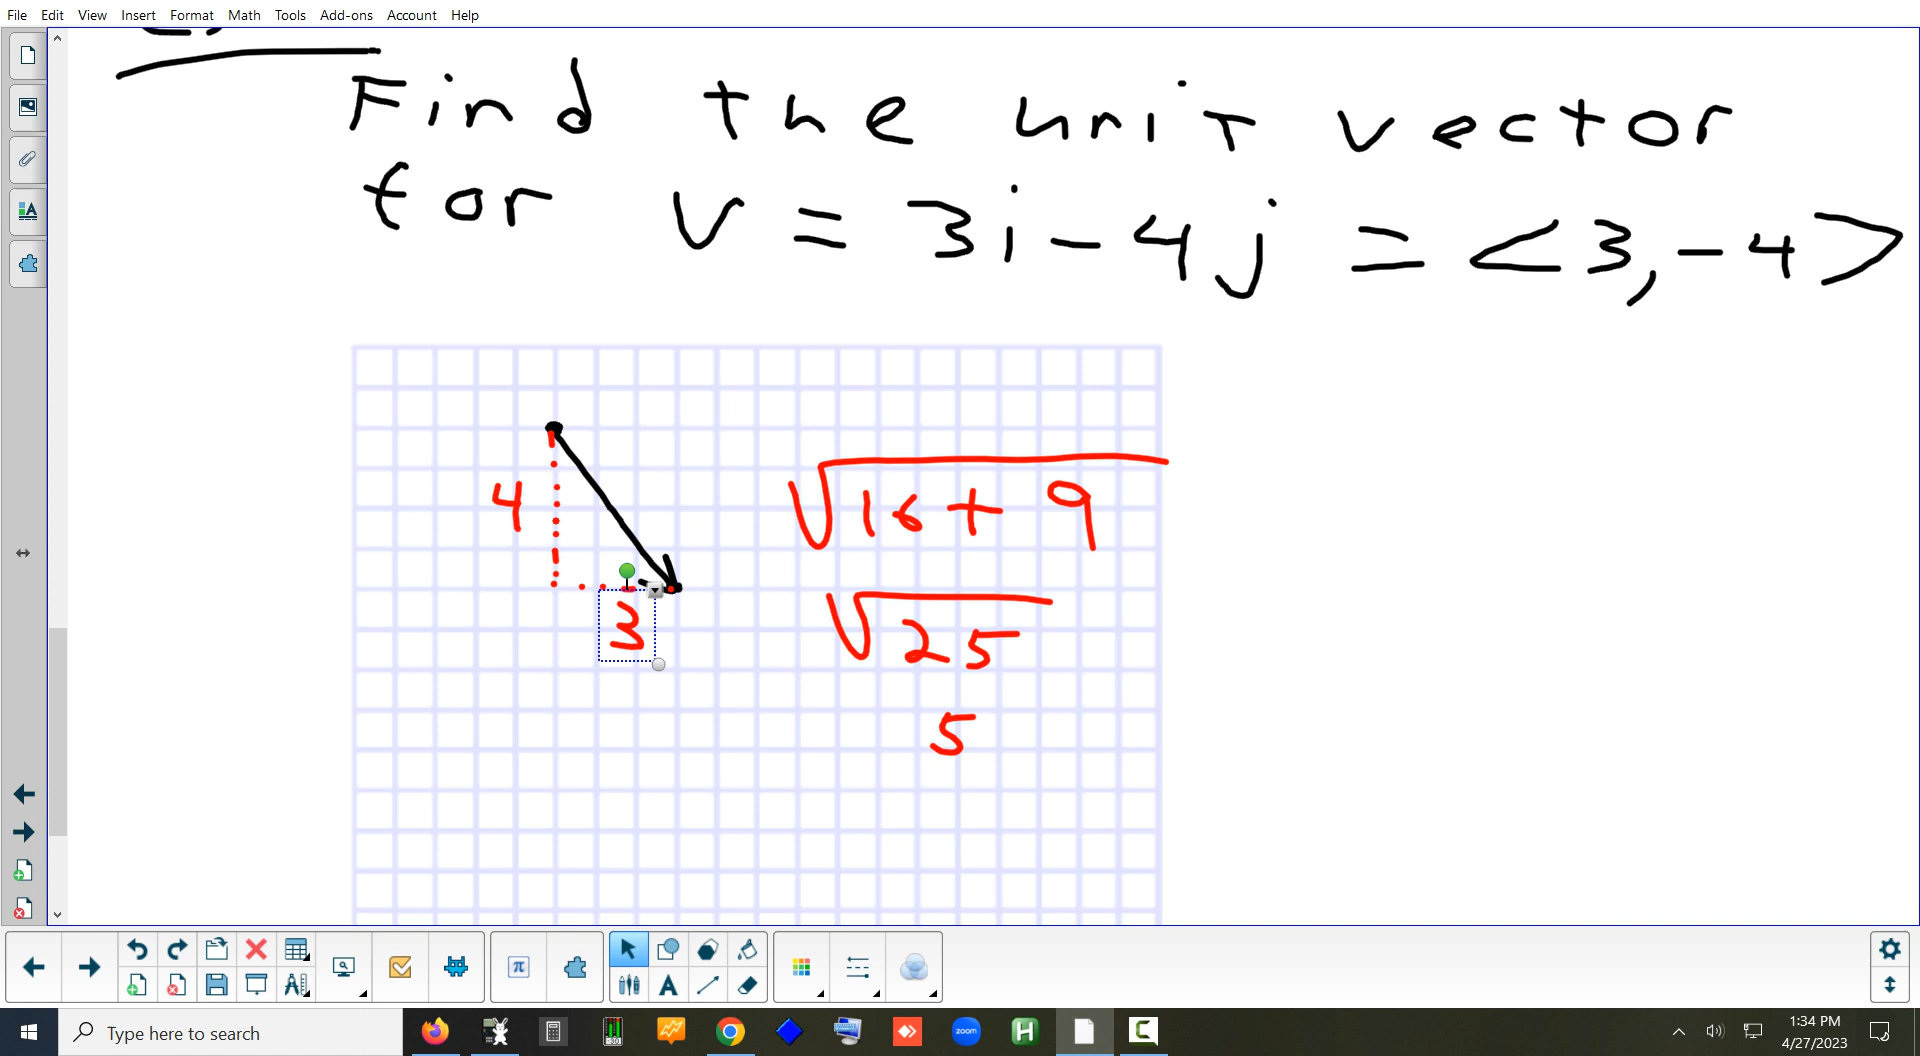 File Edit View Insert Format Math Tools Add-ons Account Help
Find the unit vector
for v = 3i - 4j = <3, -4>
4
3
√16 + 9
√25
5
π
A
Type here to search
zoom
H
C
1:34 PM
4/27/2023